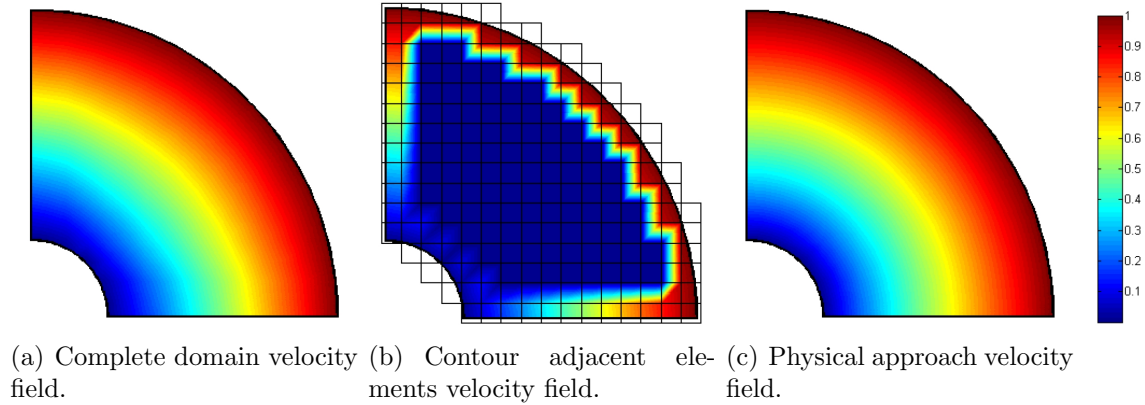 1
0.9
0.8
0.7
0.6
0.5
0.4
0.3
0.2
0.1
(a) Complete domain velocity
field.
(b) Contour adjacent ele-
ments velocity field.
(c) Physical approach velocity
field.